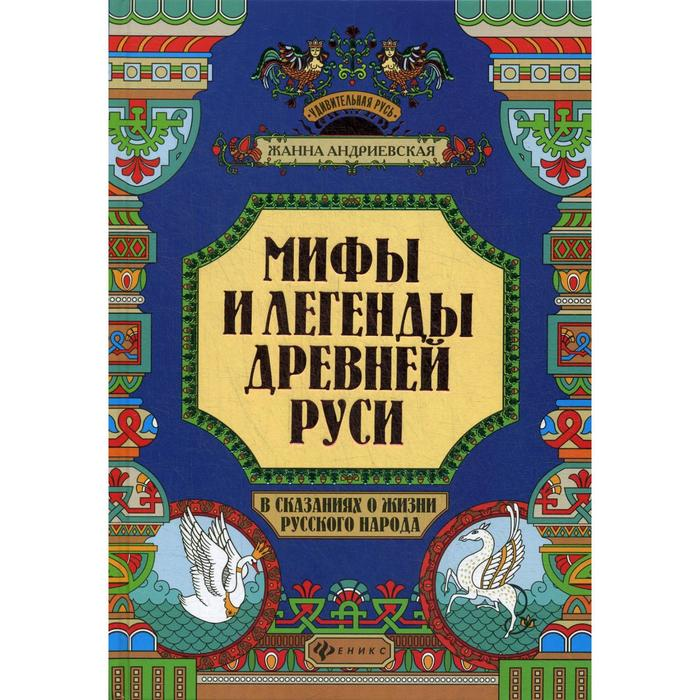 УДИВИТЕЛЬНАЯ РУСЬ
ЖАННА АНДРИЕВСКАЯ
МИФЫ
И ЛЕГЕНДЫ
ДРЕВНЕЙ
РУСИ
В СКАЗАНИЯХ О ЖИЗНИ
РУССКОГО НАРОДА
ФЕНИКС